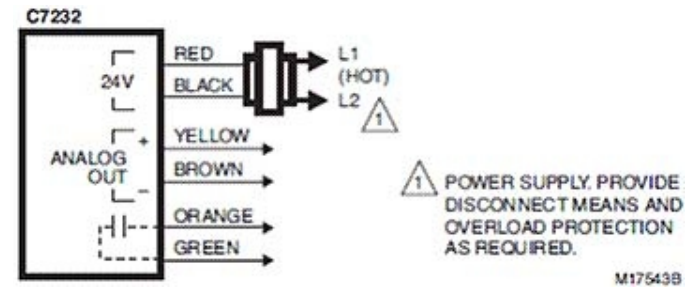 C7232
24V
RED
BLACK
L1
(HOT)
L2
1
ANALOG
OUT
+
–
YELLOW
BROWN
ORANGE
GREEN
1 POWER SUPPLY. PROVIDE
DISCONNECT MEANS AND
OVERLOAD PROTECTION
AS REQUIRED.
M17543B